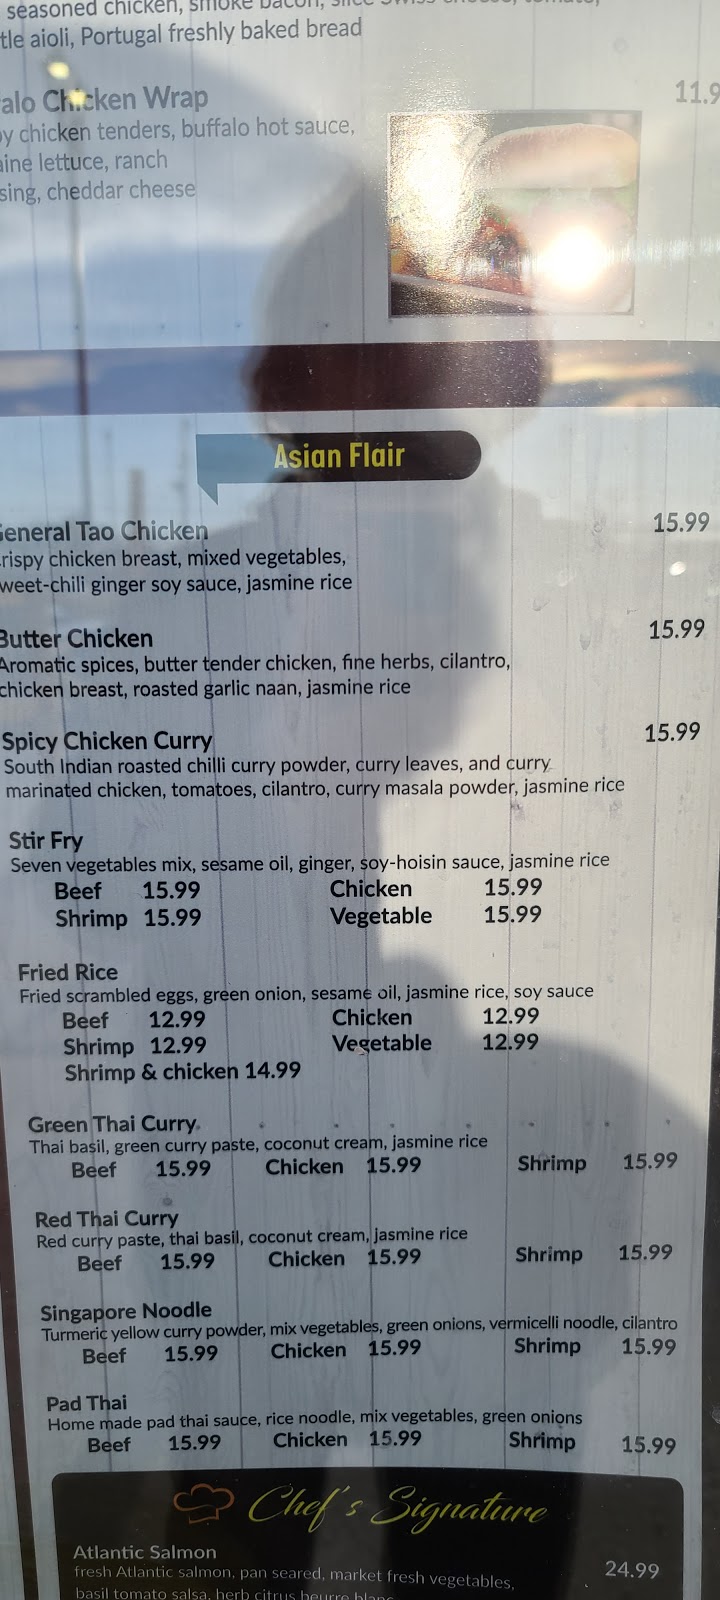 seasoned chicken, smoke bacon, slice Swiss cheese, tomato,
tle aioli, Portugal freshly baked bread
alo Chicken Wrap 11.9
y chicken tenders, buffalo hot sauce,
aine lettuce, ranch
sing, cheddar cheese
Asian Flair
General Tao Chicken 15.99
rispy chicken breast, mixed vegetables,
weet-chili ginger soy sauce, jasmine rice
Butter Chicken 15.99
Aromatic spices, butter tender chicken, fine herbs, cilantro,
chicken breast, roasted garlic naan, jasmine rice
Spicy Chicken Curry 15.99
South Indian roasted chilli curry powder, curry leaves, and curry
marinated chicken, tomatoes, cilantro, curry masala powder, jasmine rice
Stir Fry
Seven vegetables mix, sesame oil, ginger, soy-hoisin sauce, jasmine rice
Beef 15.99 Chicken 15.99
Shrimp 15.99 Vegetable 15.99
Fried Rice
Fried scrambled eggs, green onion, sesame oil, jasmine rice, soy sauce
Beef 12.99 Chicken 12.99
Shrimp 12.99 Vegetable 12.99
Shrimp & chicken 14.99
Green Thai Curry
Thai basil, green curry paste, coconut cream, jasmine rice
Beef 15.99 Chicken 15.99 Shrimp 15.99
Red Thai Curry
Red curry paste, thai basil, coconut cream, jasmine rice
Beef 15.99 Chicken 15.99 Shrimp 15.99
Singapore Noodle
Turmeric yellow curry powder, mix vegetables, green onions, vermicelli noodle, cilantro
Beef 15.99 Chicken 15.99 Shrimp 15.99
Pad Thai
Home made pad thai sauce, rice noodle, mix vegetables, green onions
Beef 15.99 Chicken 15.99 Shrimp 15.99
Chef's Signature
Atlantic Salmon 24.99
fresh Atlantic salmon, pan seared, market fresh vegetables,
basil tomato salsa, herb citrus beurre blanc